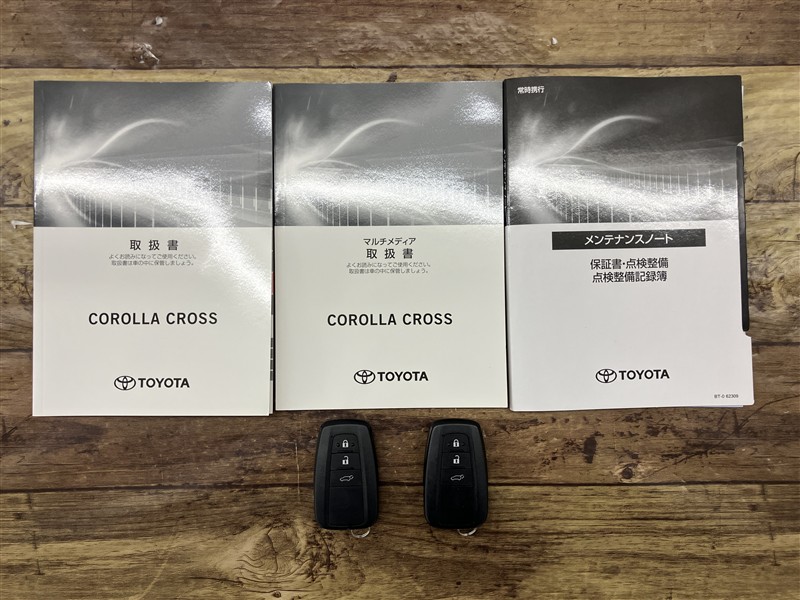 取扱書
よくお読みになってご使用ください。
取扱書は車の中に保管しましょう。
COROLLA CROSS
TOYOTA
マルチメディア
取扱書
よくお読みになってご使用ください。
取扱書は車の中に保管しましょう。
COROLLA CROSS
TOYOTA
常時携行
メンテナンスノート
保証書・点検整備
点検整備記録簿
TOYOTA